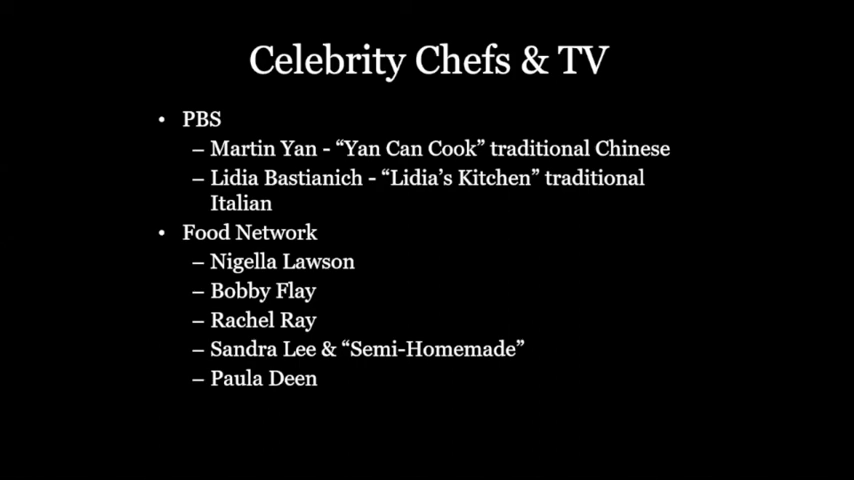 Celebrity Chefs & TV
• PBS
– Martin Yan - “Yan Can Cook” traditional Chinese
– Lidia Bastianich - “Lidia’s Kitchen” traditional
Italian
• Food Network
– Nigella Lawson
– Bobby Flay
– Rachel Ray
– Sandra Lee & “Semi-Homemade”
– Paula Deen